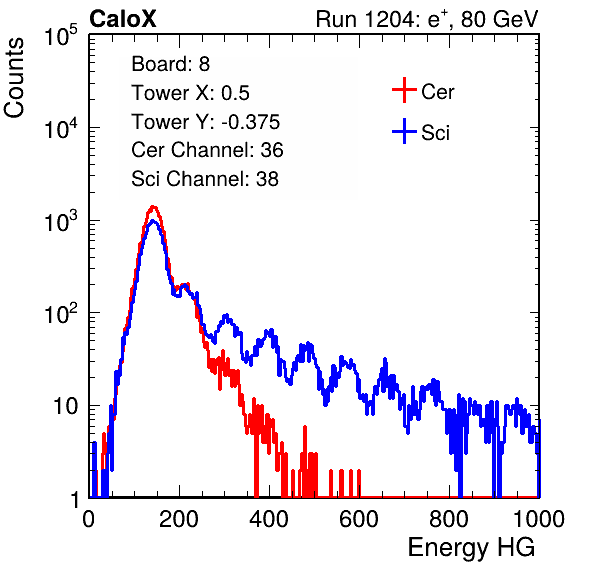 CaloX Run 1204: e⁺, 80 GeV
Counts
10⁵
10⁴
10³
10²
10
1
Board: 8
Tower X: 0.5
Tower Y: -0.375
Cer Channel: 36
Sci Channel: 38
Cer
Sci
0 200 400 600 800 1000
Energy HG